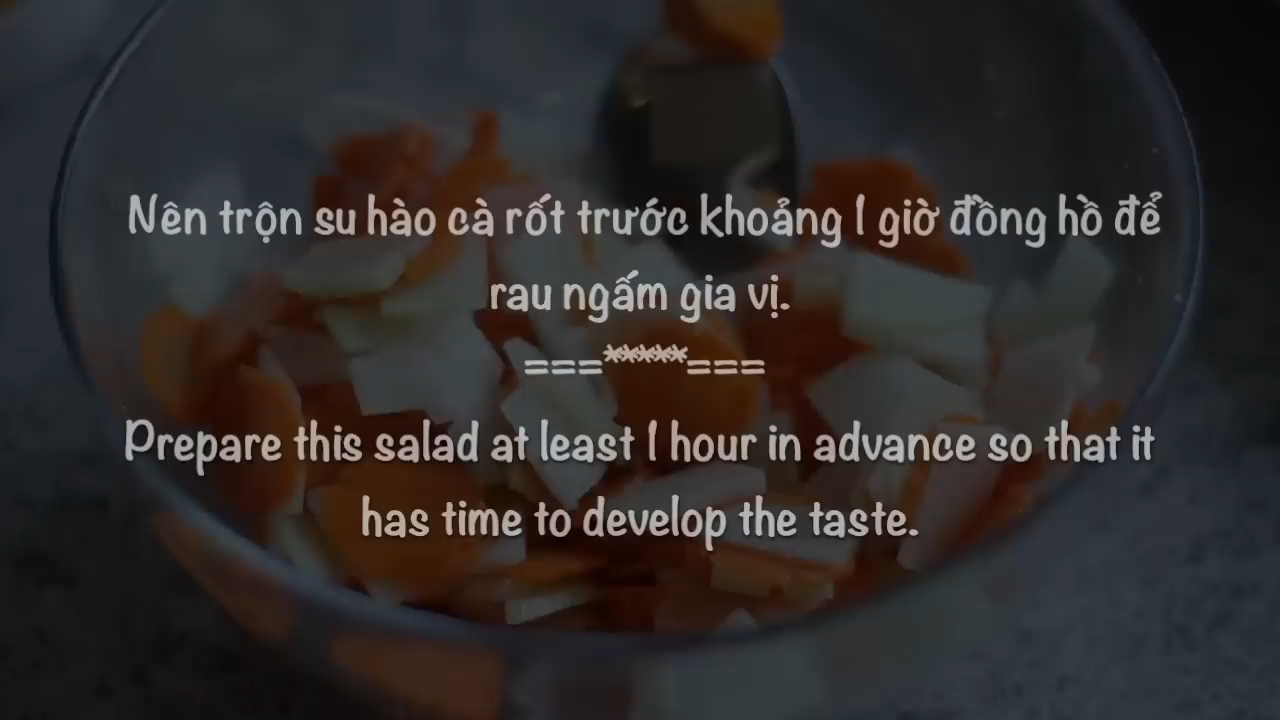 Nên trộn su hào cà rốt trước khoảng 1 giờ đồng hồ để
rau ngấm gia vị.
===*****===
Prepare this salad at least 1 hour in advance so that it
has time to develop the taste.